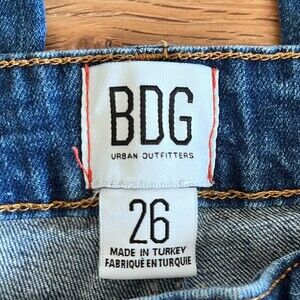 BDG
URBAN OUTFITTERS
26
MADE IN TURKEY
FABRIQUÉ EN TURQUIE